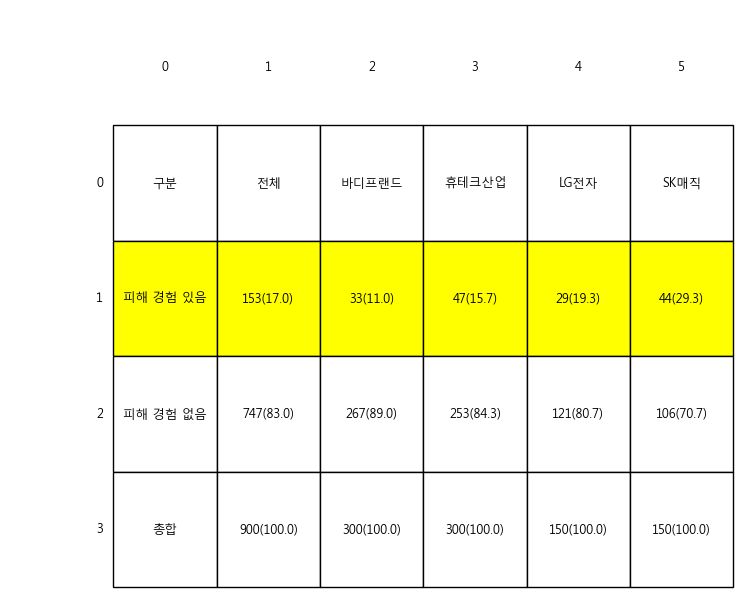 0 1 2 3 4 5
0 구분 전체 바디프랜드 휴테크산업 LG전자 SK매직
1 피해 경험 있음 153(17.0) 33(11.0) 47(15.7) 29(19.3) 44(29.3)
2 피해 경험 없음 747(83.0) 267(89.0) 253(84.3) 121(80.7) 106(70.7)
3 종합 900(100.0) 300(100.0) 300(100.0) 150(100.0) 150(100.0)